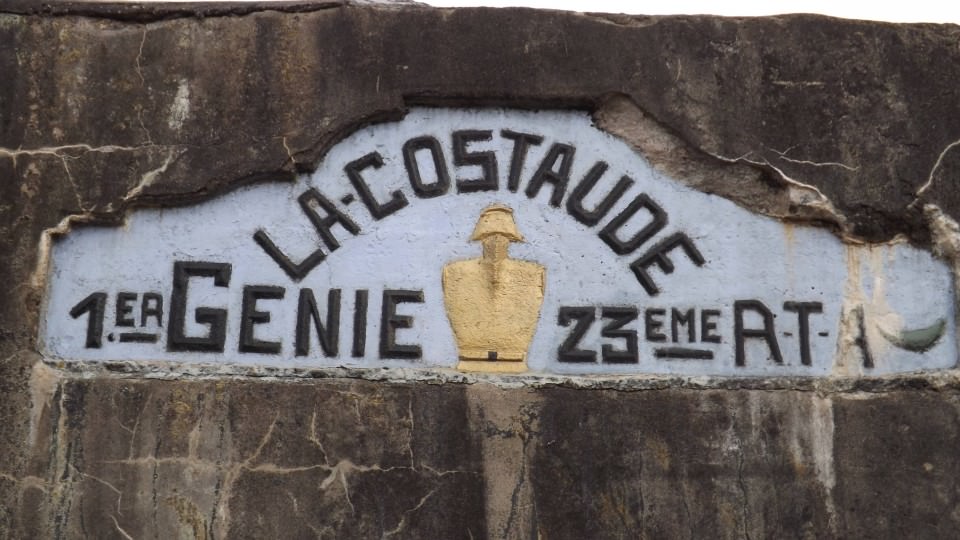 LA-COSTAUDE
1.ER GENIE 23EME A-T-